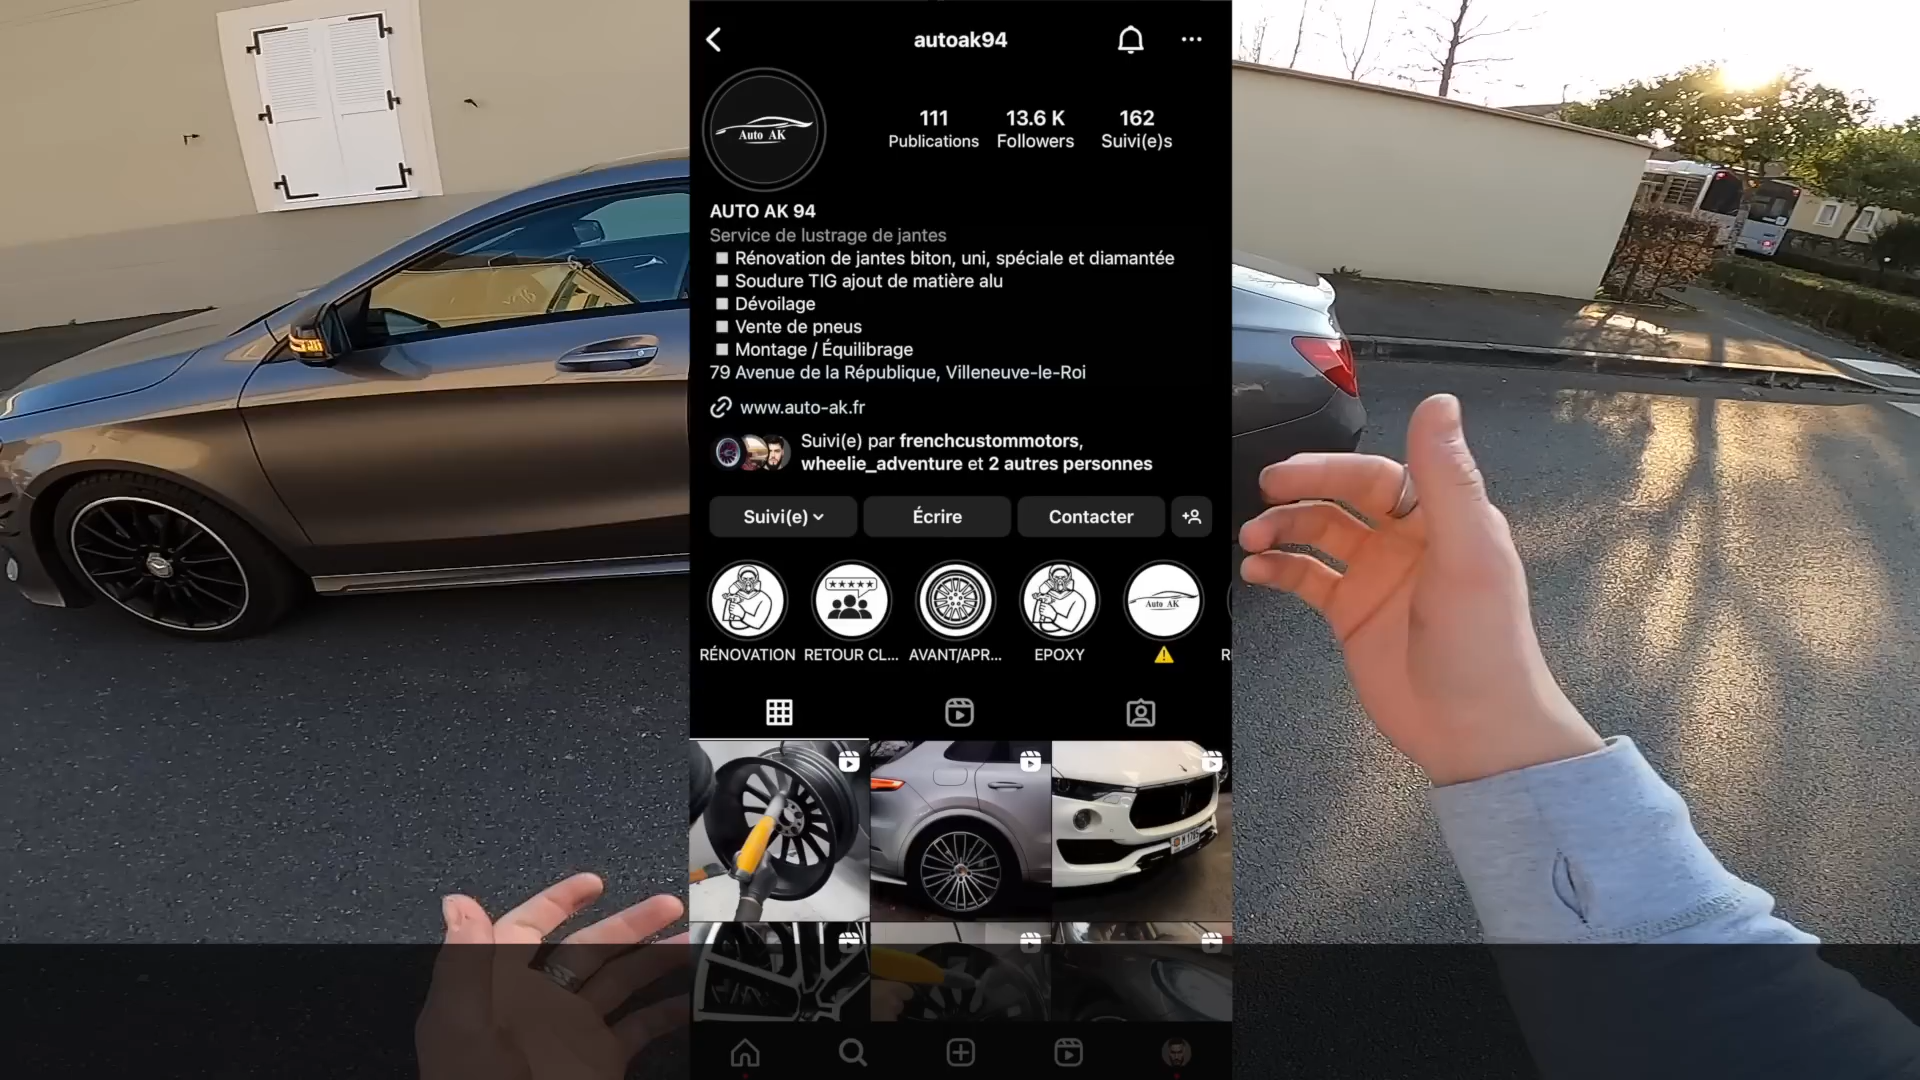 autoak94
Auto AK
111
Publications
13.6 K
Followers
162
Suivi(e)s
AUTO AK 94
Service de lustrage de jantes
Rénovation de jantes biton, uni, spéciale et diamantée
Soudure TIG ajout de matière alu
Dévoilage
Vente de pneus
Montage / Équilibrage
79 Avenue de la République, Villeneuve-le-Roi
www.auto-ak.fr
Suivi(e) par frenchcustommotors,
wheelie_adventure et 2 autres personnes
Suivi(e)
Écrire
Contacter
Auto AK
RÉNOVATION
RETOUR CL...
AVANT/APR...
EPOXY